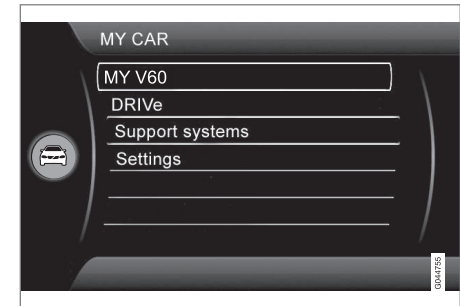 MY CAR
MY V60
DRIVe
Support systems
Settings
G044755